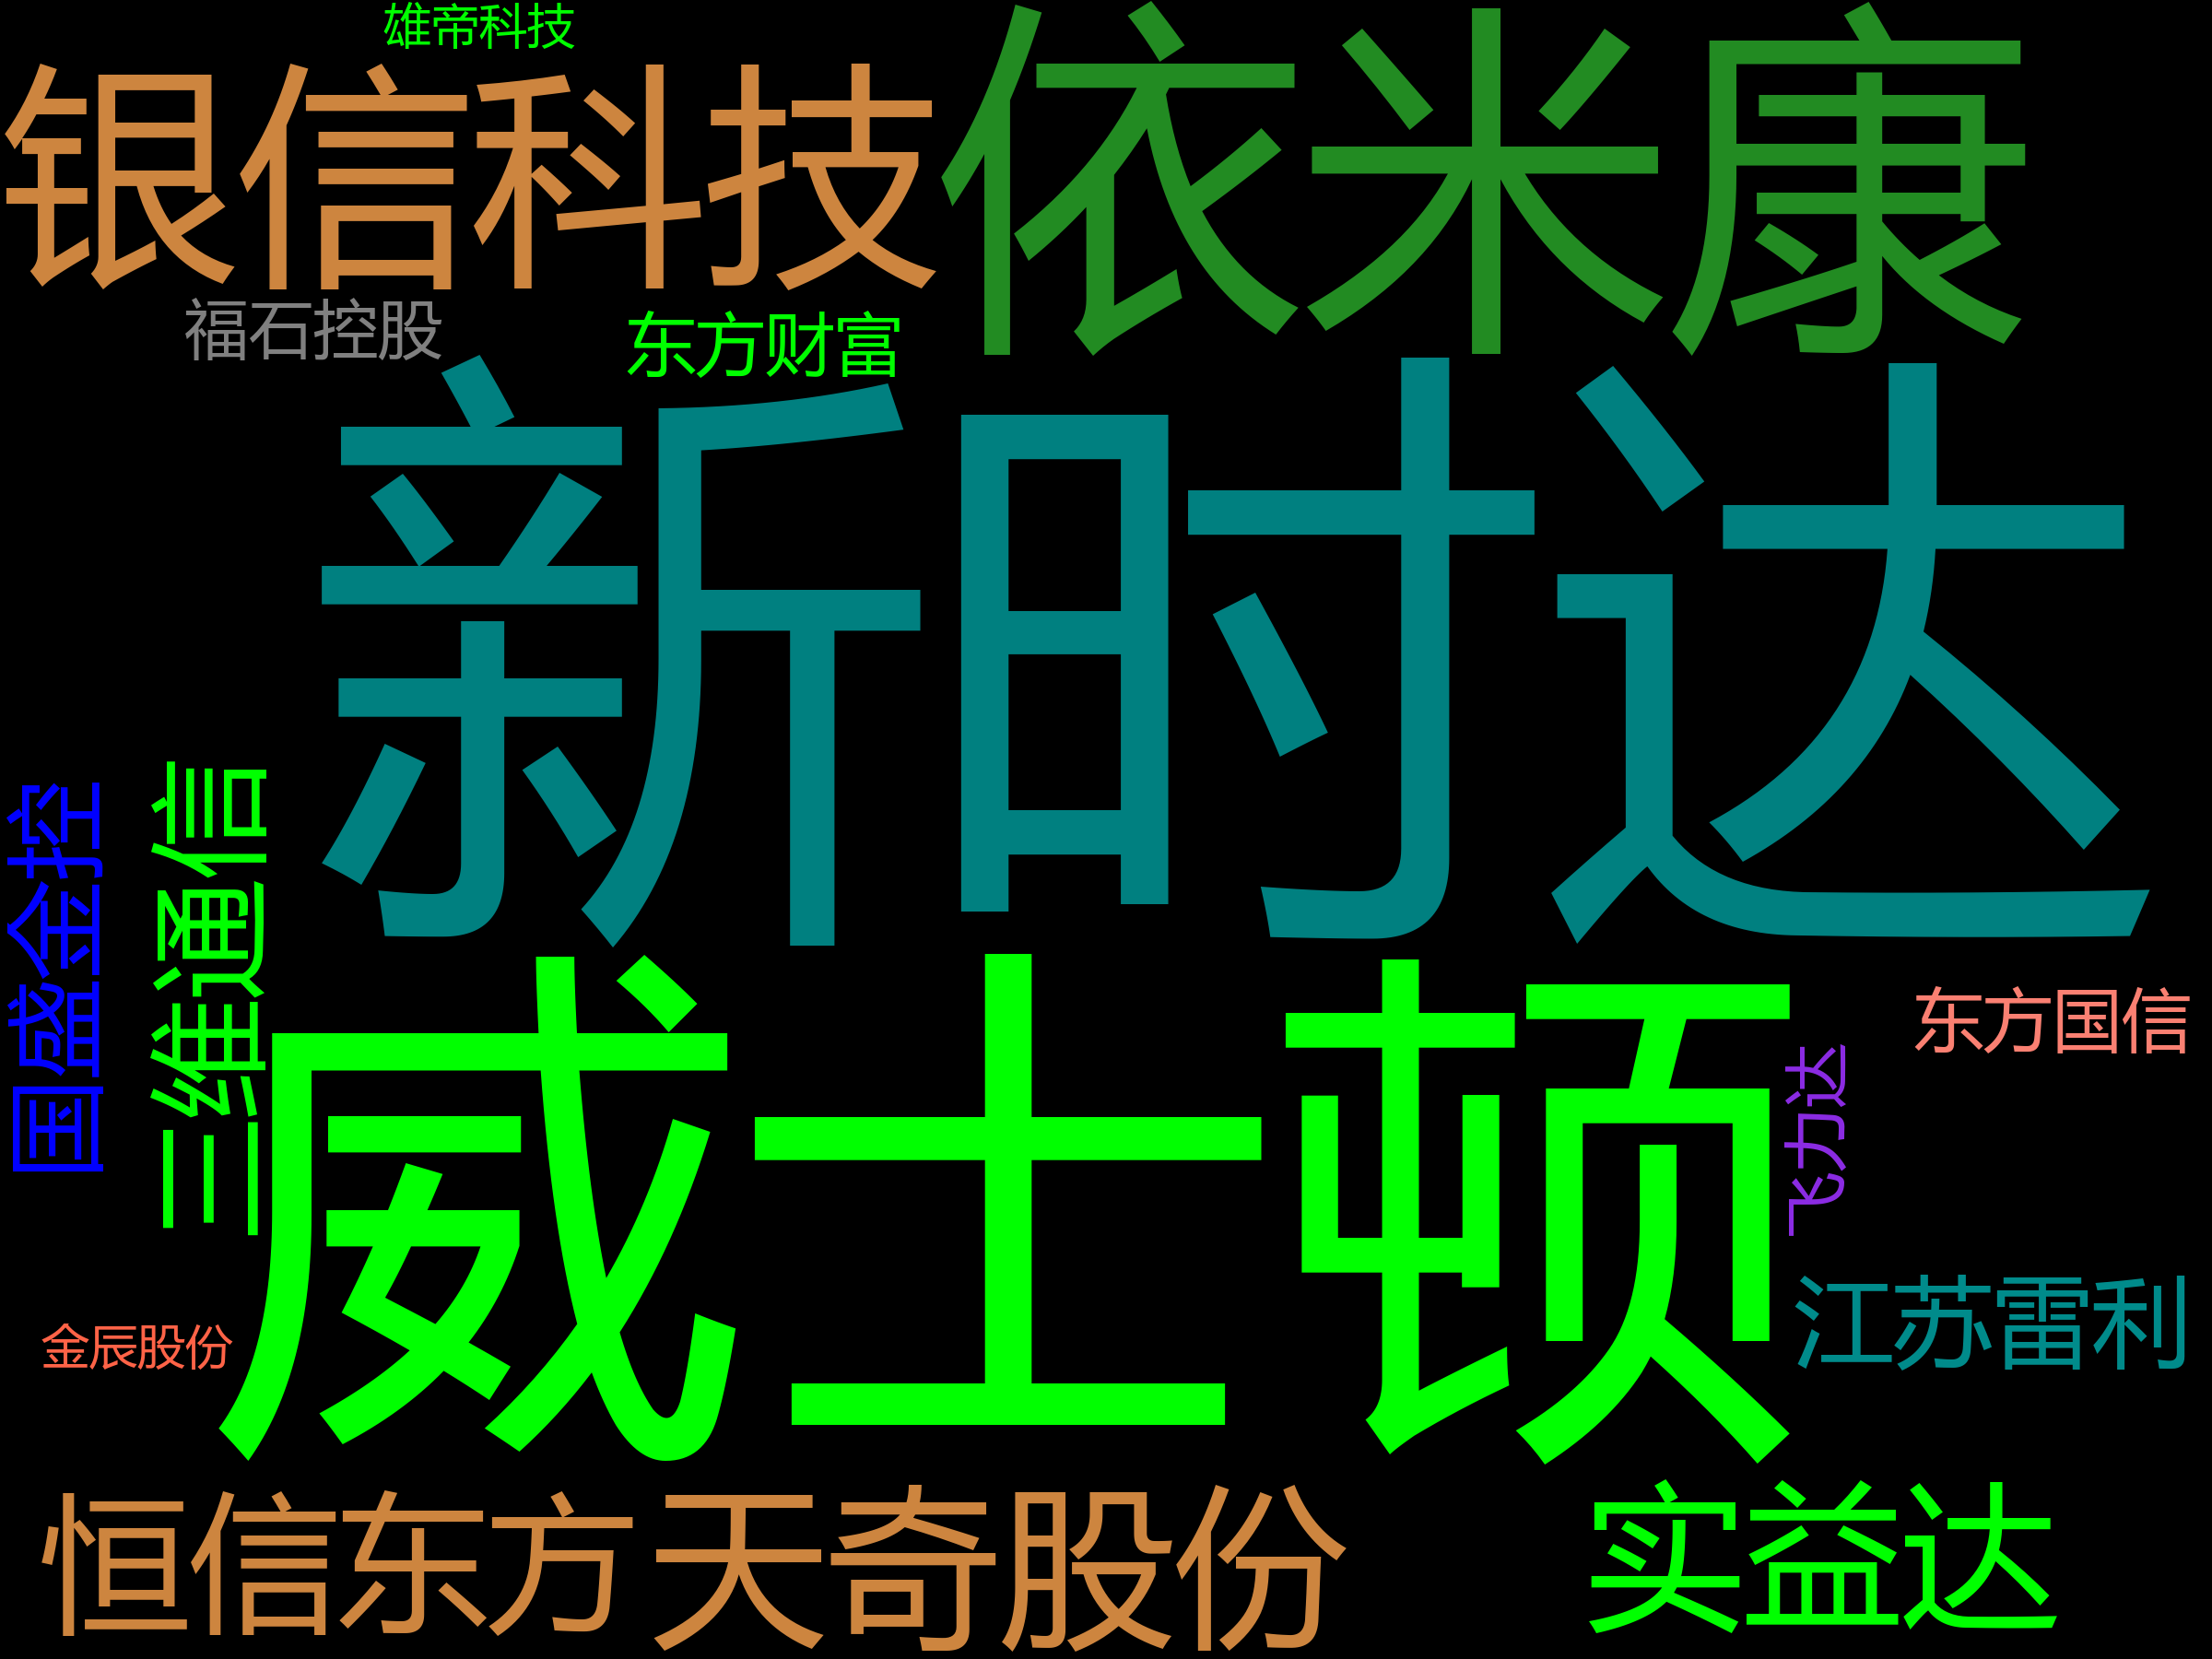 雄帝科技
银信科技
依米康
福石控股
东方财富
新时达
国盛金控
三维通信
威士顿
东方国信
飞力达
江苏雷利
金辰股份
恒信东方
天奇股份
实益达